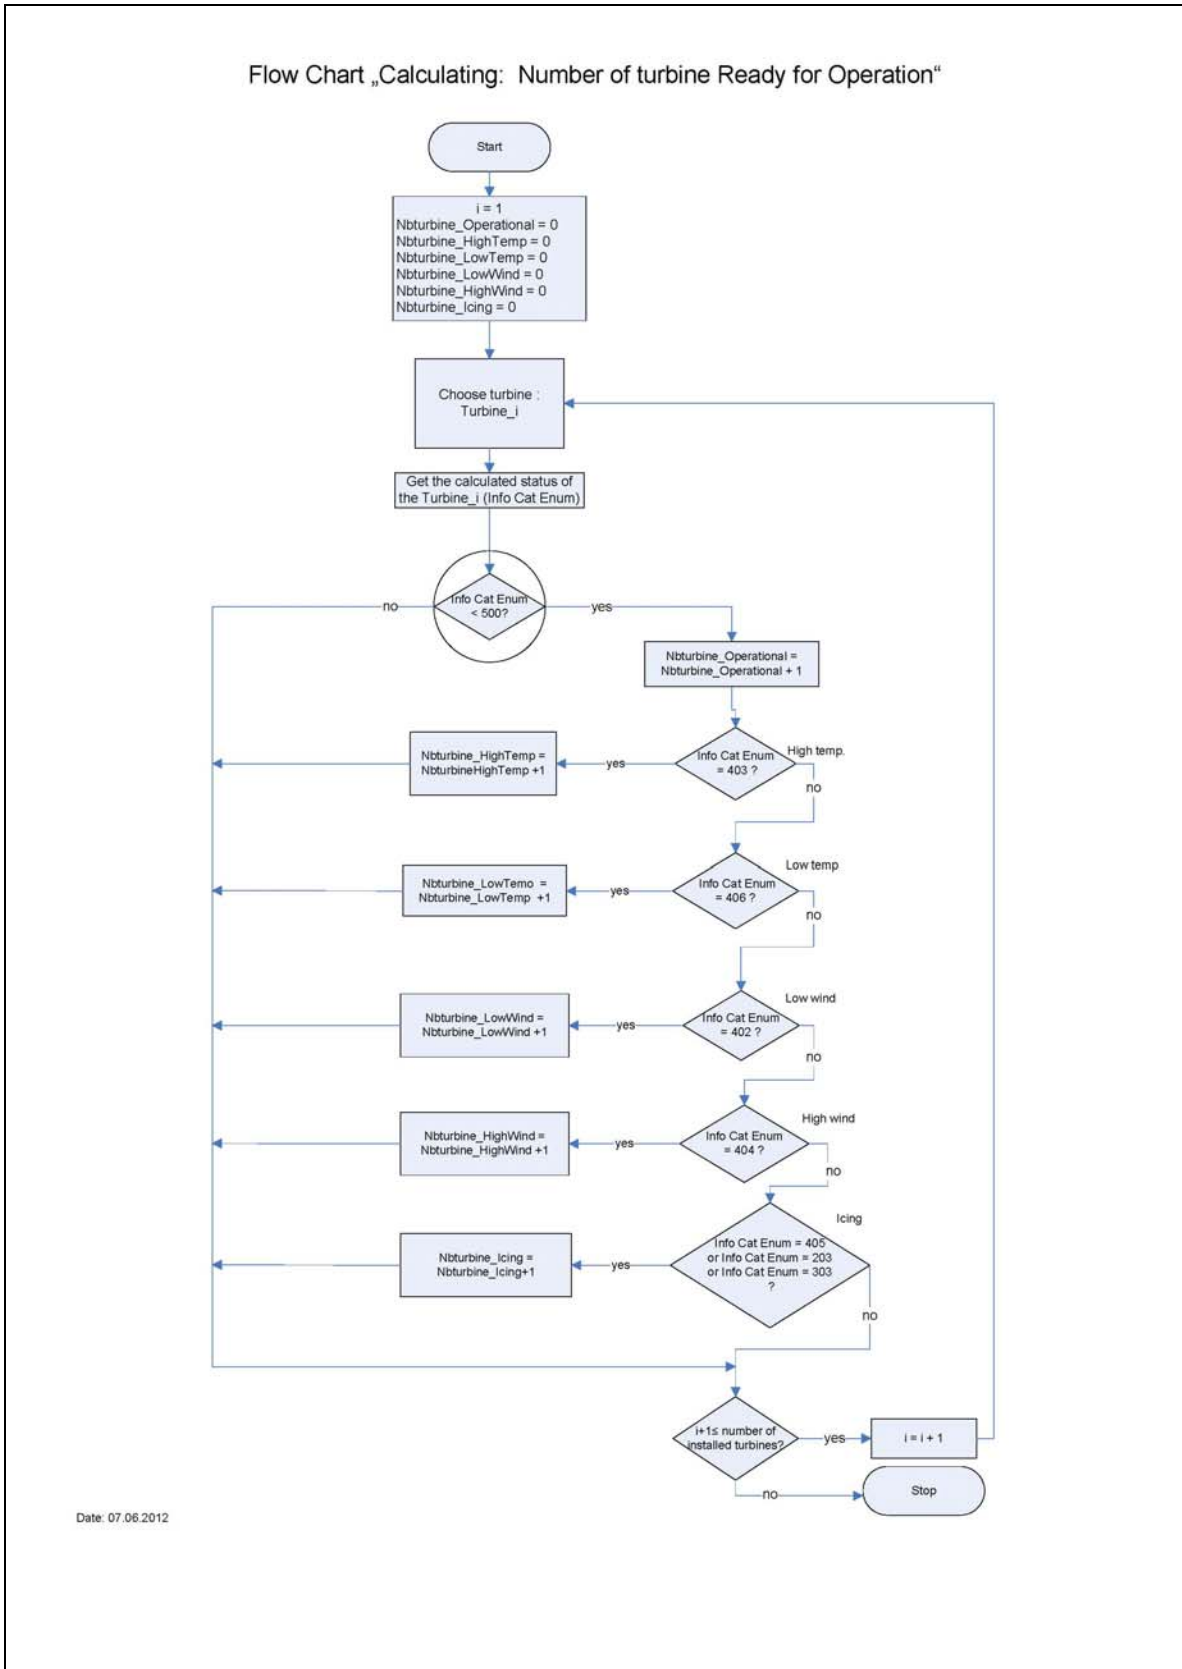 Flow Chart „Calculating: Number of turbine Ready for Operation“
Start
i = 1
Nbturbine_Operational = 0
Nbturbine_HighTemp = 0
Nbturbine_LowTemp = 0
Nbturbine_LowWind = 0
Nbturbine_HighWind = 0
Nbturbine_Icing = 0
Choose turbine :
Turbine_i
Get the calculated status of
the Turbine_i (Info Cat Enum)
no
Info Cat Enum
< 500?
yes
Nbturbine_Operational =
Nbturbine_Operational + 1
Nbturbine_HighTemp =
NbturbineHighTemp +1
yes
Info Cat Enum
= 403 ?
High temp.
no
Nbturbine_LowTemo =
Nbturbine_LowTemp +1
yes
Info Cat Enum
= 406 ?
Low temp
no
Nbturbine_LowWind =
Nbturbine_LowWind +1
yes
Info Cat Enum
= 402 ?
Low wind
no
Nbturbine_HighWind =
Nbturbine_HighWind +1
yes
Info Cat Enum
= 404 ?
High wind
no
Nbturbine_Icing =
Nbturbine_Icing+1
yes
Info Cat Enum = 405
or Info Cat Enum = 203
or Info Cat Enum = 303
?
Icing
no
i+1≤ number of
installed turbines?
yes
i = i + 1
no
Stop
Date: 07.06.2012